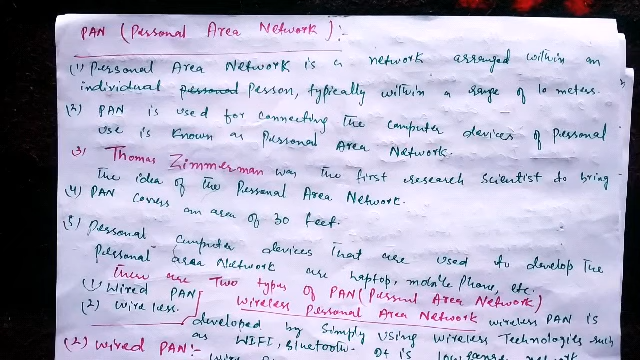 PAN (Personal Area Network):-
(1) Personal Area Network is a network arranged within an
individual personal person, typically within a range of 10 meters.
(2) PAN is used for connecting the computer devices of personal
use is known as Personal Area Network.
(3) Thomas Zimmerman was the first research scientist to bring
the idea of the Personal Area Network.
(4) PAN covers an area of 30 feet.
(5) Personal computer devices that are used to develop the
personal area network are laptop, mobile phone, etc.
There are Two types of PAN (Personal Area Network)
(1) Wired PAN
(2) Wireless.
Wireless Personal Area Network wireless PAN is
developed by simply using wireless Technologies such
as WIFI, Bluetooth. It is low range network
(2) Wired PAN:-